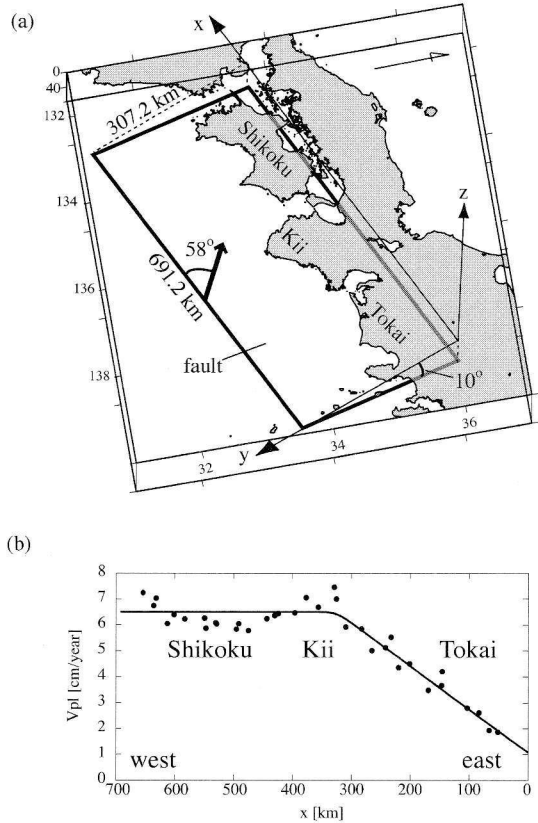 (a)
x
0
40
132
134
136
138
307.2 km
Shikoku
z
Kii
58°
691.2 km
Tokai
fault
10°
y
32
34
36
(b)
8
7
6
5
4
3
2
1
0
Vpl [cm/year]
Shikoku
Kii
Tokai
west
east
700
600
500
400
300
200
100
0
x [km]